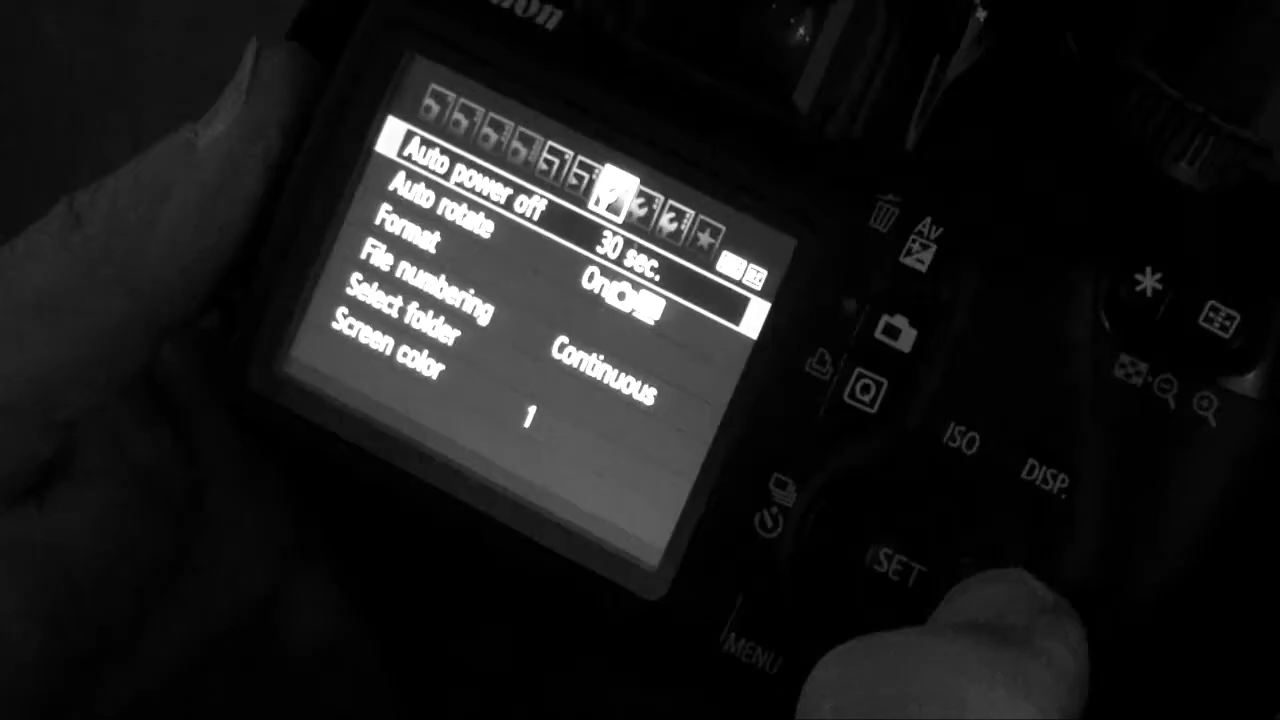 Auto power off 30 sec.
Auto rotate On
Format
File numbering Continuous
Select folder
Screen color 1
Av
Q
ISO
DISP.
SET
MENU